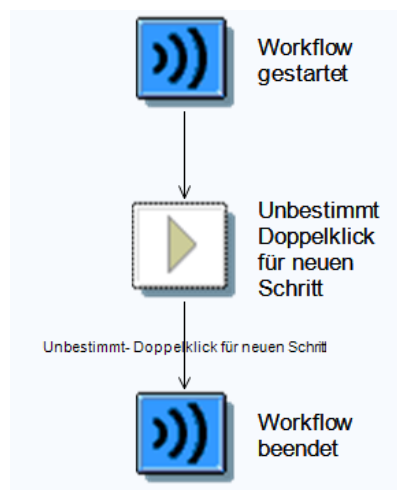 Workflow
gestartet
Unbestimmt
Doppelklick
für neuen
Schritt
Unbestimmt- Doppelklick für neuen Schritt
Workflow
beendet